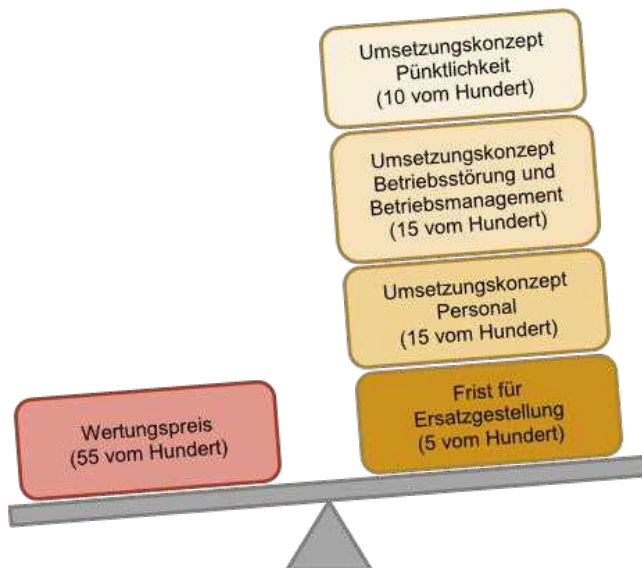 Umsetzungskonzept
Pünktlichkeit
(10 vom Hundert)
Umsetzungskonzept
Betriebsstörung und
Betriebsmanagement
(15 vom Hundert)
Umsetzungskonzept
Personal
(15 vom Hundert)
Frist für
Ersatzgestellung
(5 vom Hundert)
Wertungspreis
(55 vom Hundert)